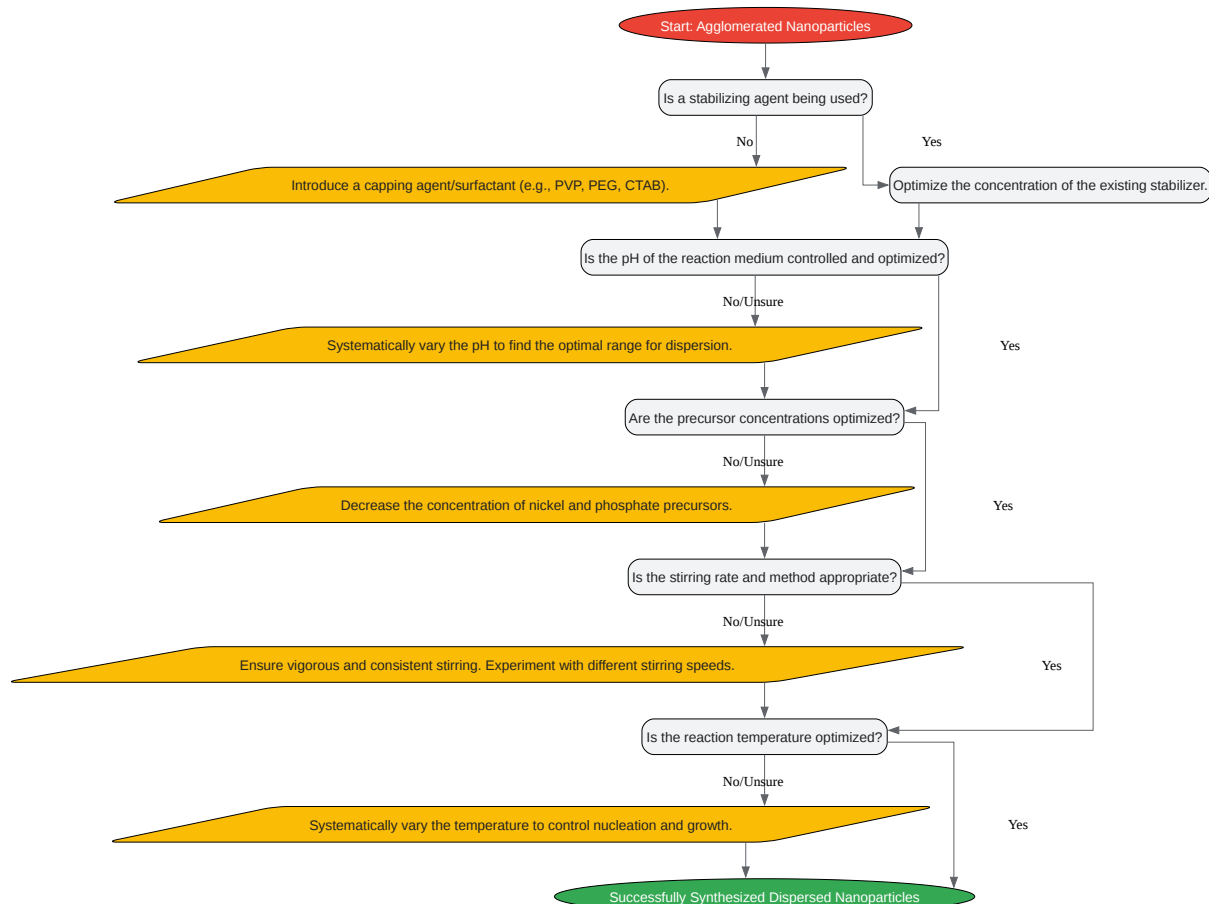 Start: Agglomerated Nanoparticles
Is a stabilizing agent being used?
No
Yes
Introduce a capping agent/surfactant (e.g., PVP, PEG, CTAB).
Optimize the concentration of the existing stabilizer.
Is the pH of the reaction medium controlled and optimized?
No/Unsure
Systematically vary the pH to find the optimal range for dispersion.
Yes
Are the precursor concentrations optimized?
No/Unsure
Decrease the concentration of nickel and phosphate precursors.
Yes
Is the stirring rate and method appropriate?
No/Unsure
Ensure vigorous and consistent stirring. Experiment with different stirring speeds.
Yes
Is the reaction temperature optimized?
No/Unsure
Systematically vary the temperature to control nucleation and growth.
Yes
Successfully Synthesized Dispersed Nanoparticles